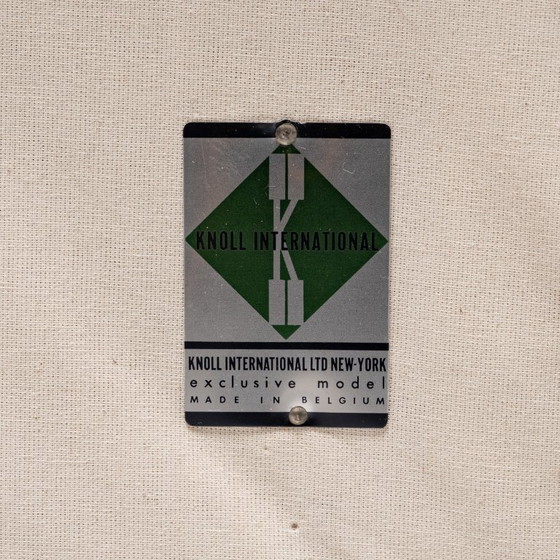 K
KNOLL INTERNATIONAL
KNOLL INTERNATIONAL LTD NEW-YORK
exclusive model
MADE IN BELGIUM